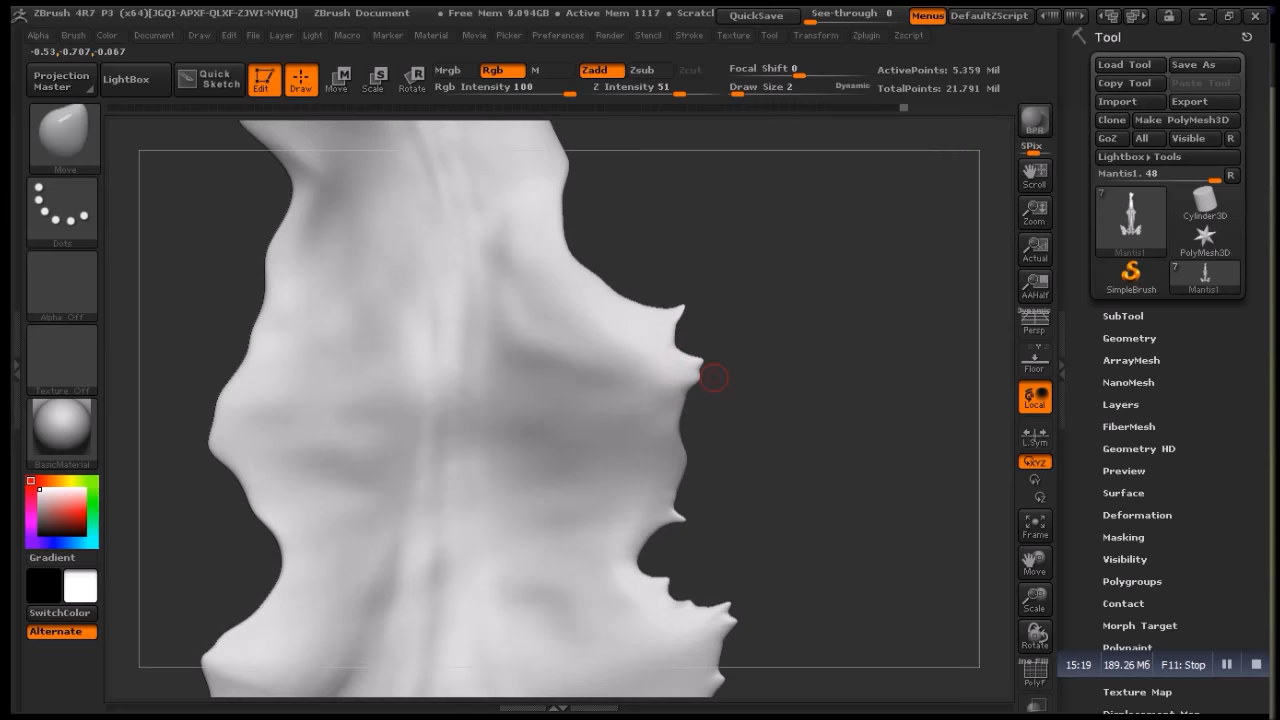 ZBrush 4R7 P3 (x64)[JGQI-APXF-QLXF-ZJWI-NYHQ] ZBrush Document • Free Mem 9.094GB • Active Mem 1117 • Scratcl QuickSave See-through 0 Menus DefaultZScript
Alpha Brush Color Document Draw Edit File Layer Light Macro Marker Material Movie Picker Preferences Render Stencil Stroke Texture Tool Transform Zplugin Zscript
-0.53,-0.707,-0.067
Projection Master
LightBox
Quick Sketch
Edit
Draw
Move
Scale
Rotate
Mrgb Rgb M
Rgb Intensity 100
Zadd Zsub Zcut
Z Intensity 51
Focal Shift 0
Draw Size 2
Dynamic
ActivePoints: 5.359 Mil
TotalPoints: 21.791 Mil
Move
Dots
Alpha Off
Texture Off
BasicMaterial
Gradient
SwitchColor
Alternate
BPR
SPix
Scroll
Zoom
Actual
AAHalf
Dynamic
Persp
Floor
Local
L.Sym
XYZ
Frame
Move
Scale
Rotate
PolyF
Tool
Load Tool Save As
Copy Tool Paste Tool
Import Export
Clone Make PolyMesh3D
GoZ All Visible R
Lightbox▸Tools
Mantis1. 48 R
7
Mantis1
Cylinder3D
PolyMesh3D
SimpleBrush
7
Mantis1
SubTool
Geometry
ArrayMesh
NanoMesh
Layers
FiberMesh
Geometry HD
Preview
Surface
Deformation
Masking
Visibility
Polygroups
Contact
Morph Target
Polypaint
15:19 189.26 Мб F11: Stop
Texture Map